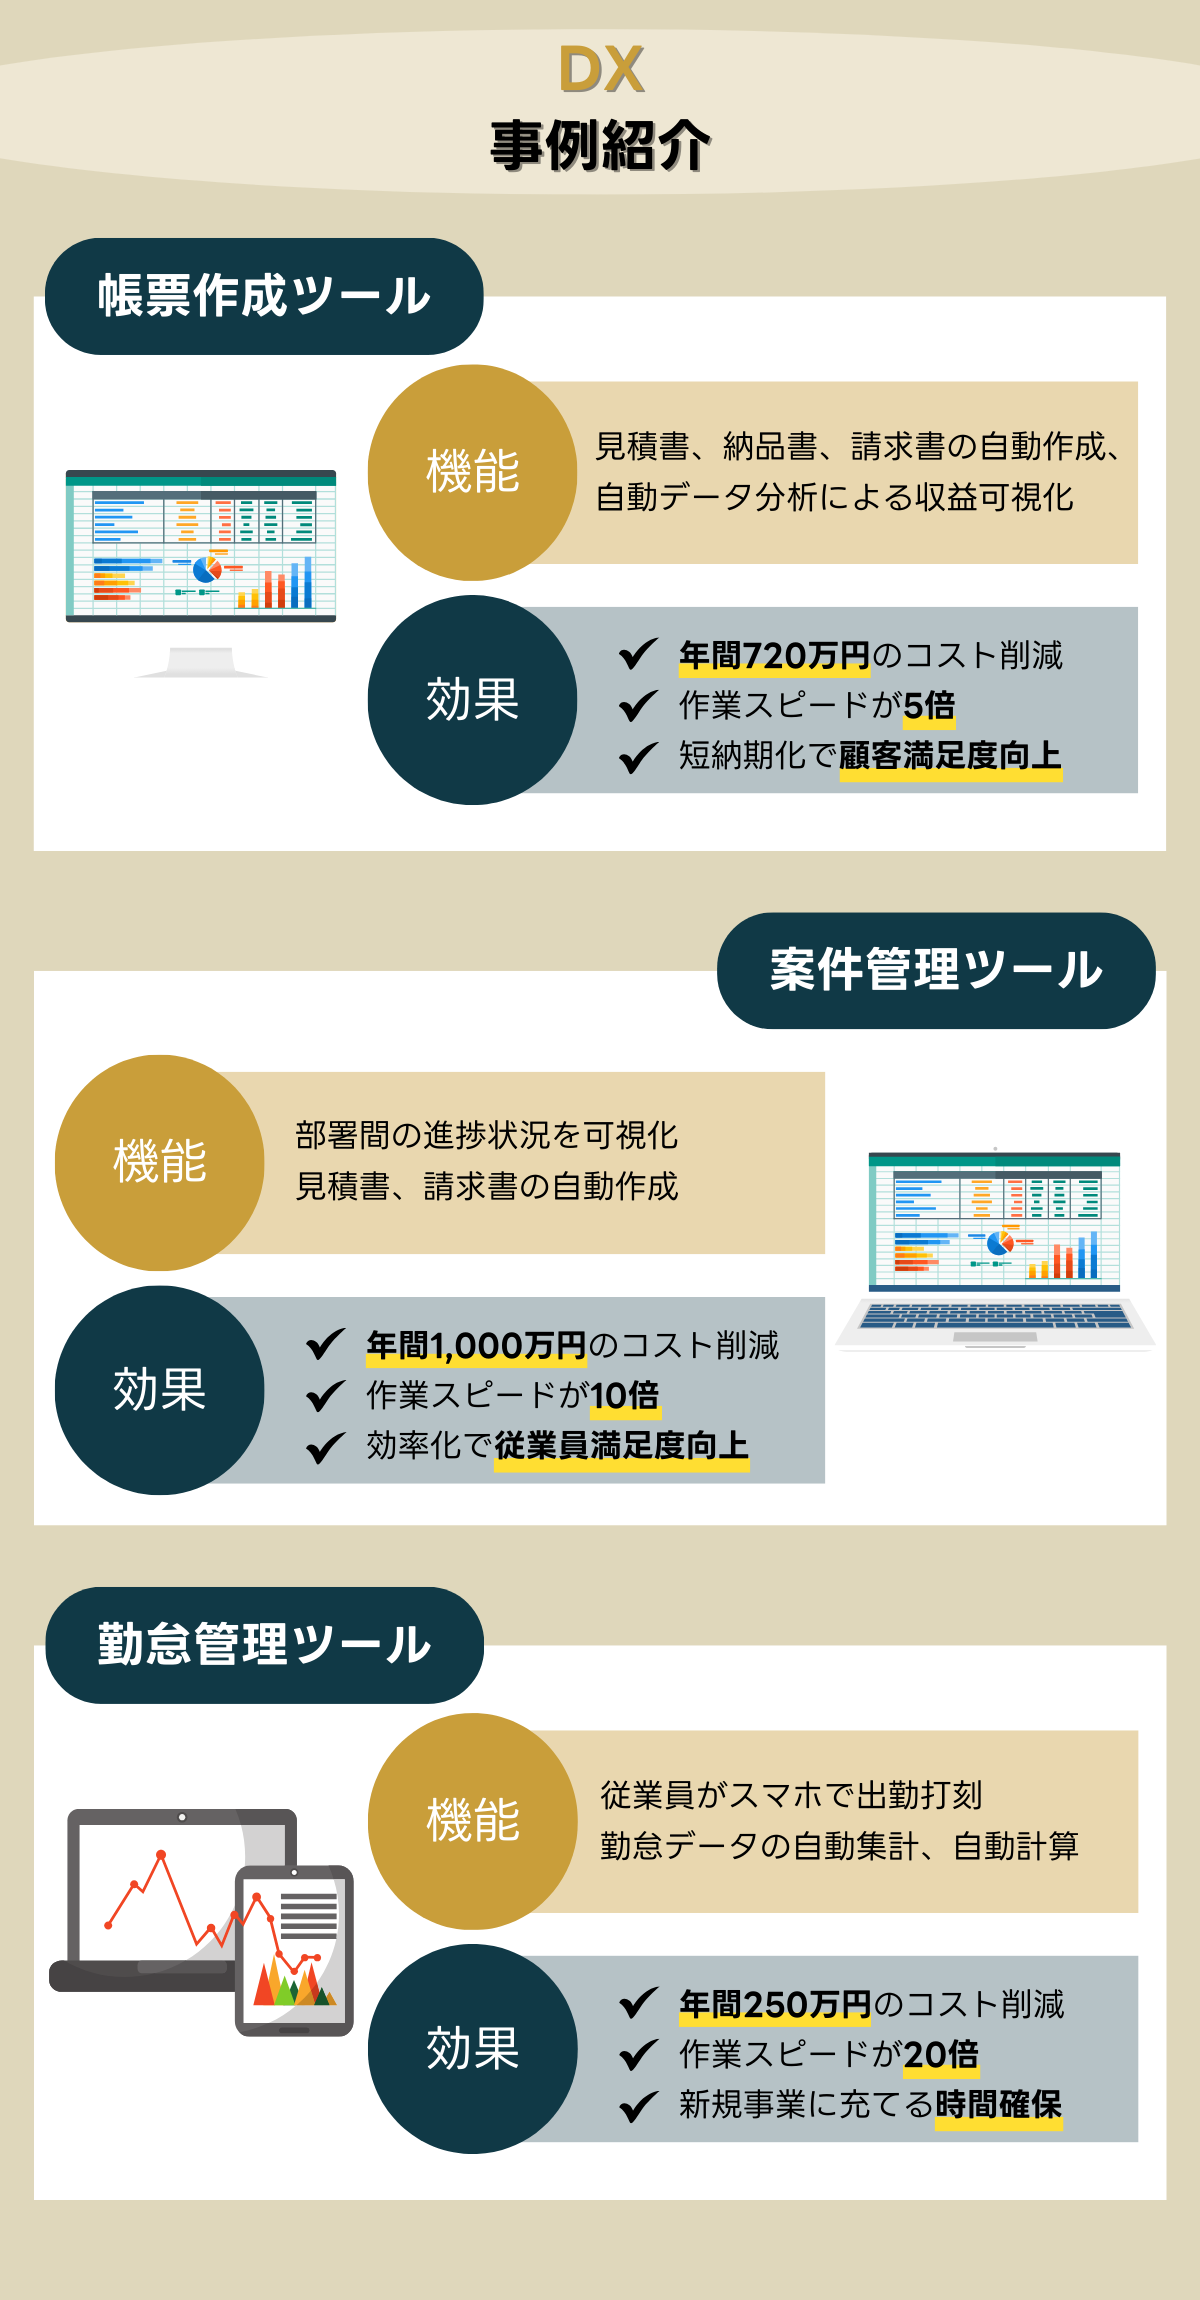 DX
事例紹介
帳票作成ツール
機能
見積書、納品書、請求書の自動作成、
自動データ分析による収益可視化
効果
年間720万円のコスト削減
作業スピードが5倍
短納期化で顧客満足度向上
案件管理ツール
機能
部署間の進捗状況を可視化
見積書、請求書の自動作成
効果
年間1,000万円のコスト削減
作業スピードが10倍
効率化で従業員満足度向上
勤怠管理ツール
機能
従業員がスマホで出勤打刻
勤怠データの自動集計、自動計算
効果
年間250万円のコスト削減
作業スピードが20倍
新規事業に充てる時間確保